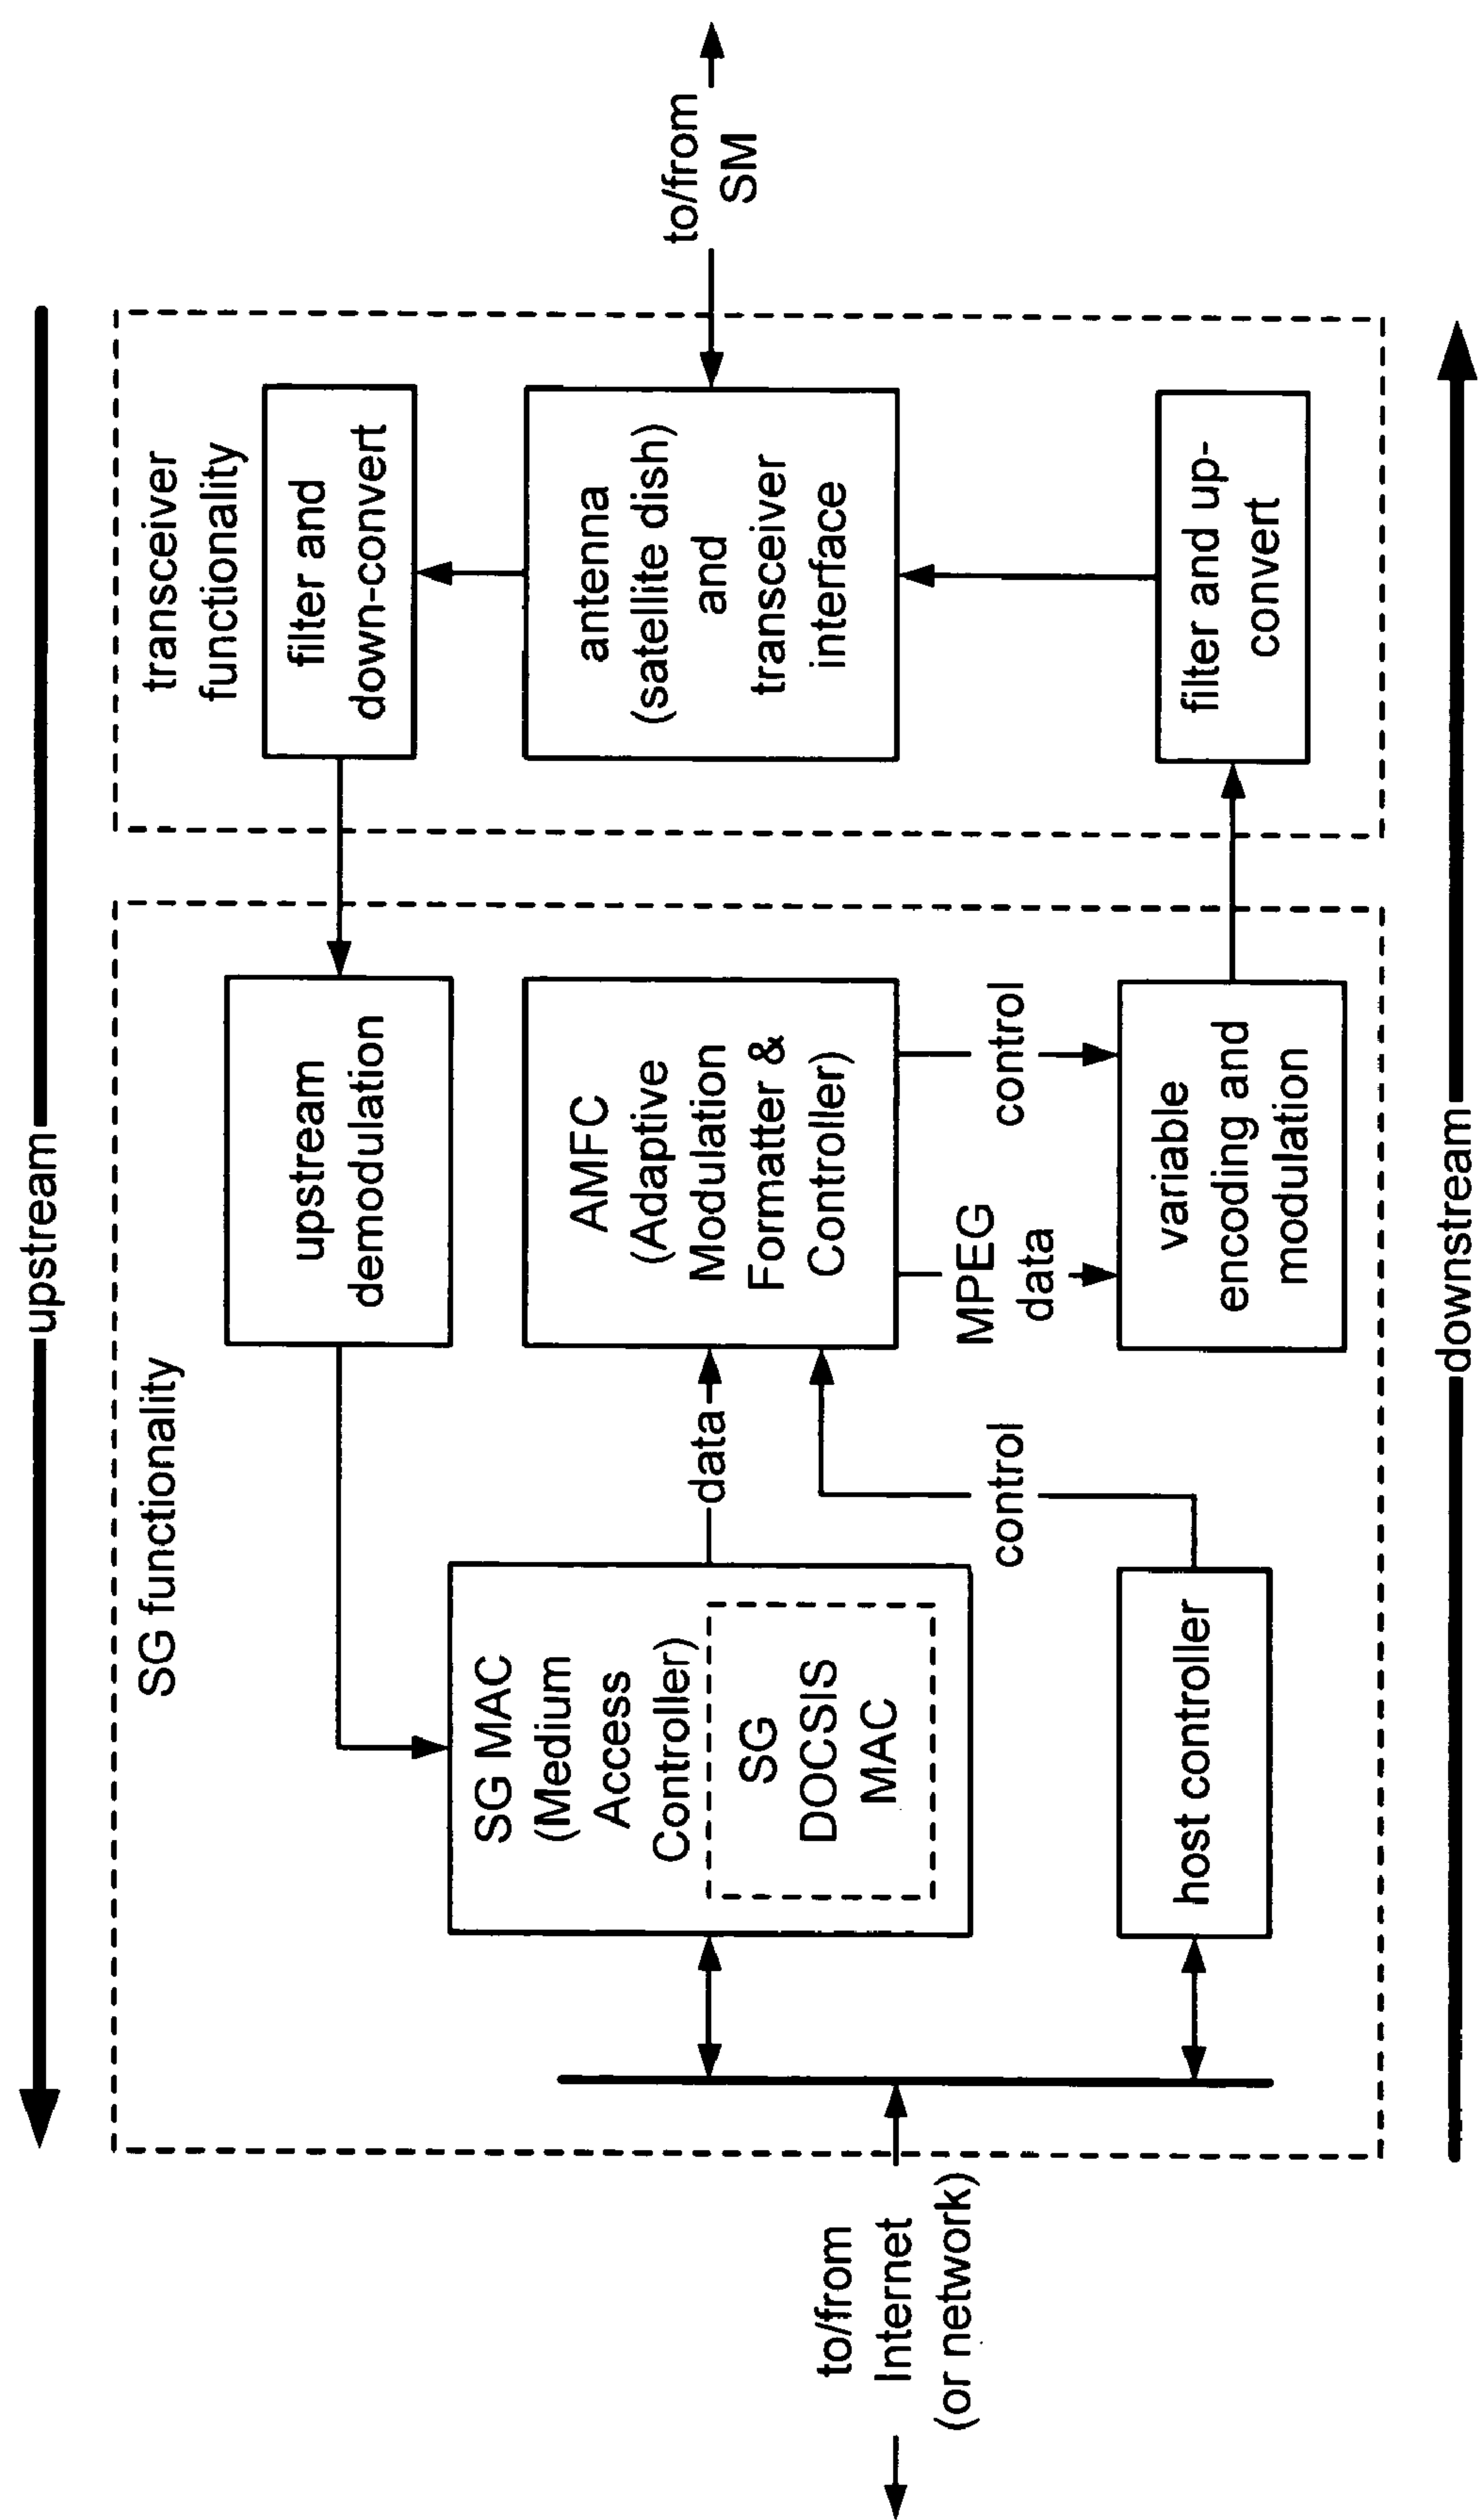 upstream
SG functionality
transceiver
functionality
upstream
demodulation
filter and
down-convert
SG MAC
(Medium
Access
Controller)
SG
DOCSIS
MAC
data
AMFC
(Adaptive
Modulation
Formatter &
Controller)
antenna
(satellite dish)
and
transceiver
interface
to/from
SM
to/from
Internet
(or network)
control
MPEG
data
control
host controller
variable
encoding and
modulation
filter and up-
convert
downstream